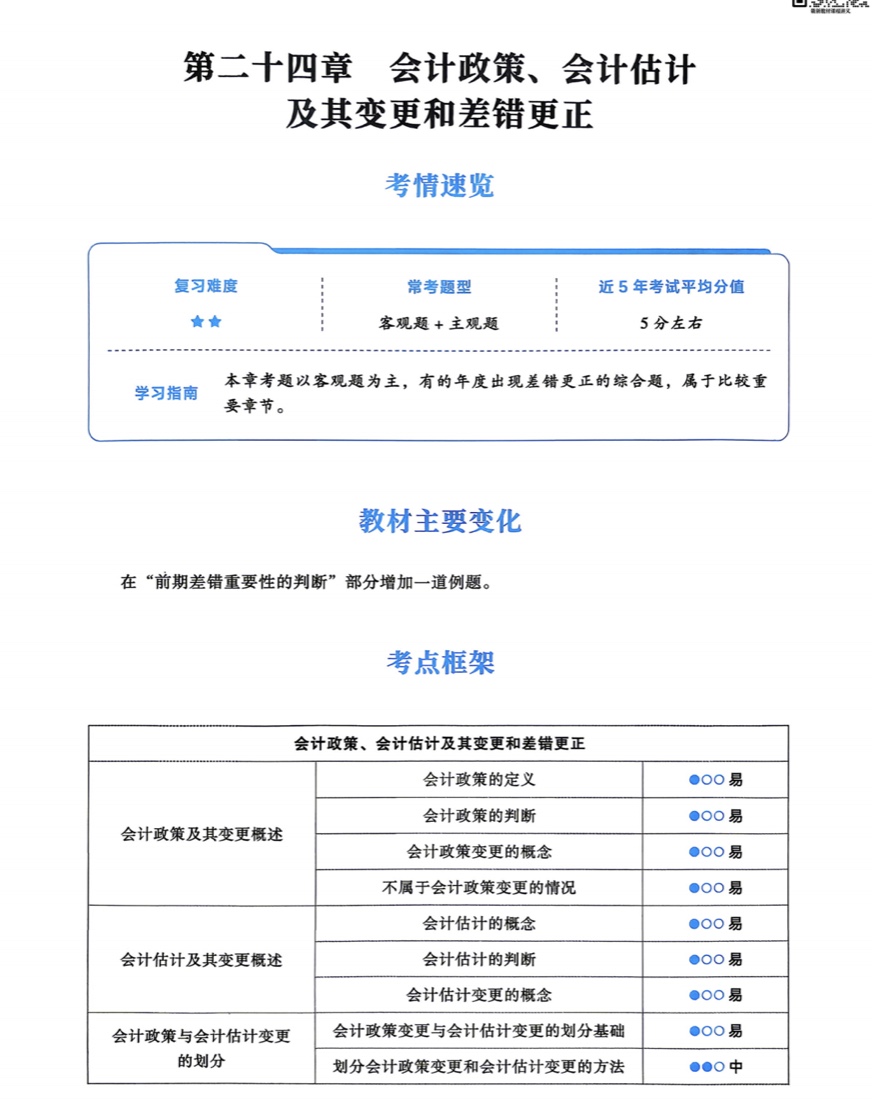 最新教材课程讲义
第二十四章 会计政策、会计估计
及其变更和差错更正
考情速览
复习难度
常考题型
近 5 年考试平均分值
客观题 + 主观题
5 分左右
学习指南
本章考题以客观题为主，有的年度出现差错更正的综合题，属于比较重
要章节。
教材主要变化
在“前期差错重要性的判断”部分增加一道例题。
考点框架
会计政策、会计估计及其变更和差错更正
会计政策及其变更概述
会计政策的定义
易
会计政策的判断
易
会计政策变更的概念
易
不属于会计政策变更的情况
易
会计估计及其变更概述
会计估计的概念
易
会计估计的判断
易
会计估计变更的概念
易
会计政策与会计估计变更
的划分
会计政策变更与会计估计变更的划分基础
易
划分会计政策变更和会计估计变更的方法
中